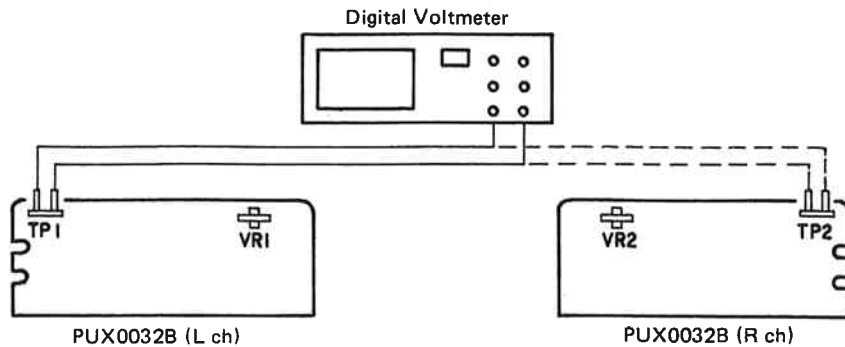 Digital Voltmeter
TP1
VR1
VR2
TP2
PUX0032B (L ch)
PUX0032B (R ch)